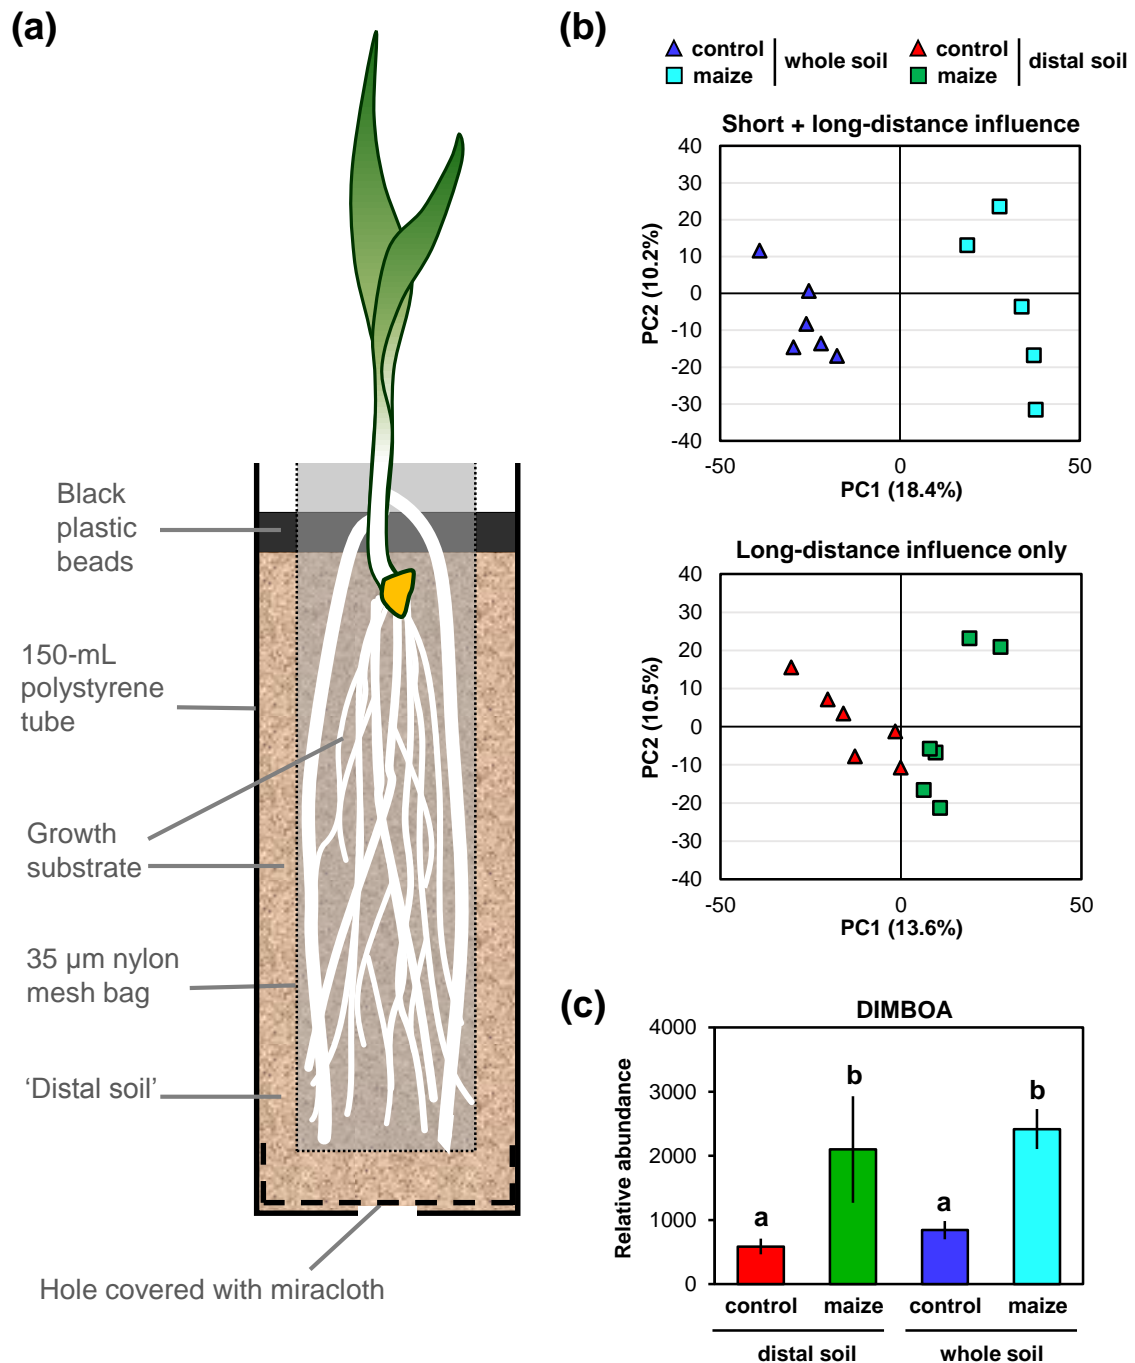 (a)
Black
plastic
beads
150-mL
polystyrene
tube
Growth
substrate
35 µm nylon
mesh bag
'Distal soil'
Hole covered with miracloth
(b)
control
maize
whole soil
control
maize
distal soil
Short + long-distance influence
40
30
20
10
0
-10
-20
-30
-40
PC2 (10.2%)
-50
0
50
PC1 (18.4%)
Long-distance influence only
40
30
20
10
0
-10
-20
-30
-40
PC2 (10.5%)
-50
0
50
PC1 (13.6%)
(c)
DIMBOA
4000
3000
2000
1000
0
Relative abundance
a
b
a
b
control
maize
control
maize
distal soil
whole soil